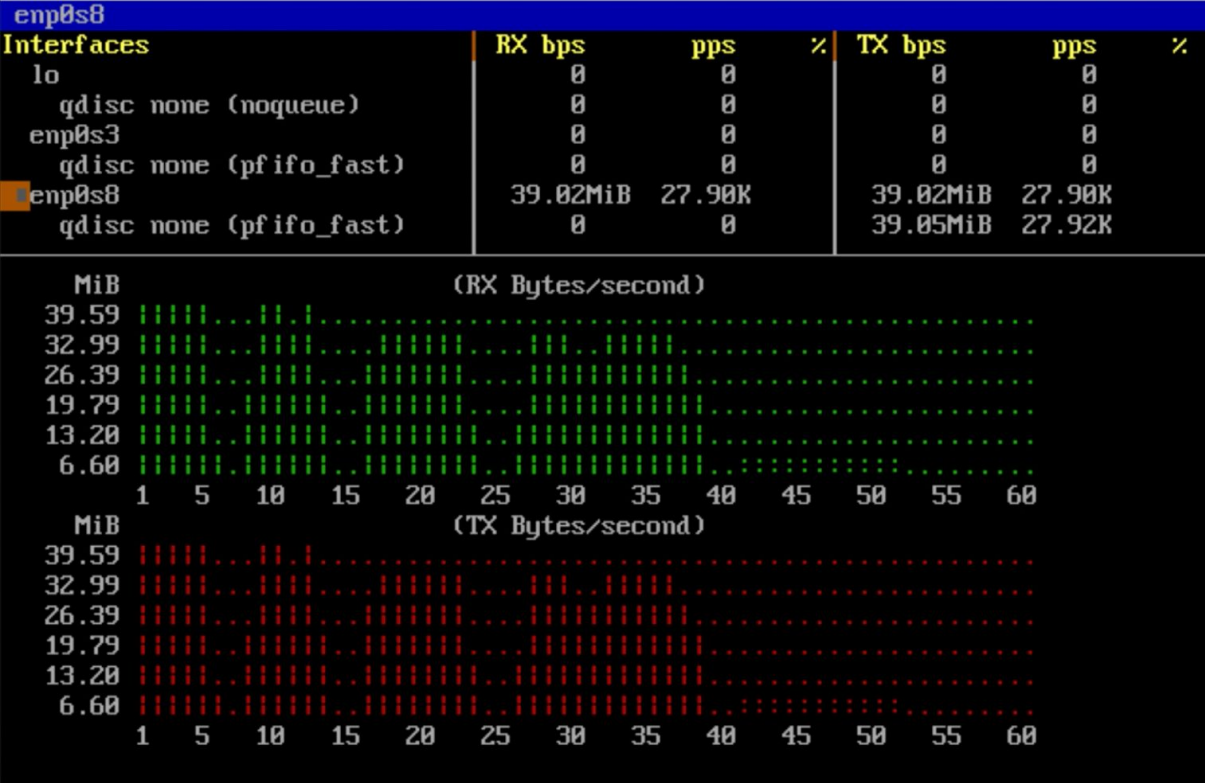 enp0s8
Interfaces RX bps pps % TX bps pps %
lo 0 0 0 0
qdisc none (noqueue) 0 0 0 0
enp0s3 0 0 0 0
qdisc none (pfifo_fast) 0 0 0 0
enp0s8 39.02MiB 27.90K 39.02MiB 27.90K
qdisc none (pfifo_fast) 0 0 39.05MiB 27.92K
MiB (RX Bytes/second)
39.59
32.99
26.39
19.79
13.20
6.60
1 5 10 15 20 25 30 35 40 45 50 55 60
MiB (TX Bytes/second)
39.59
32.99
26.39
19.79
13.20
6.60
1 5 10 15 20 25 30 35 40 45 50 55 60